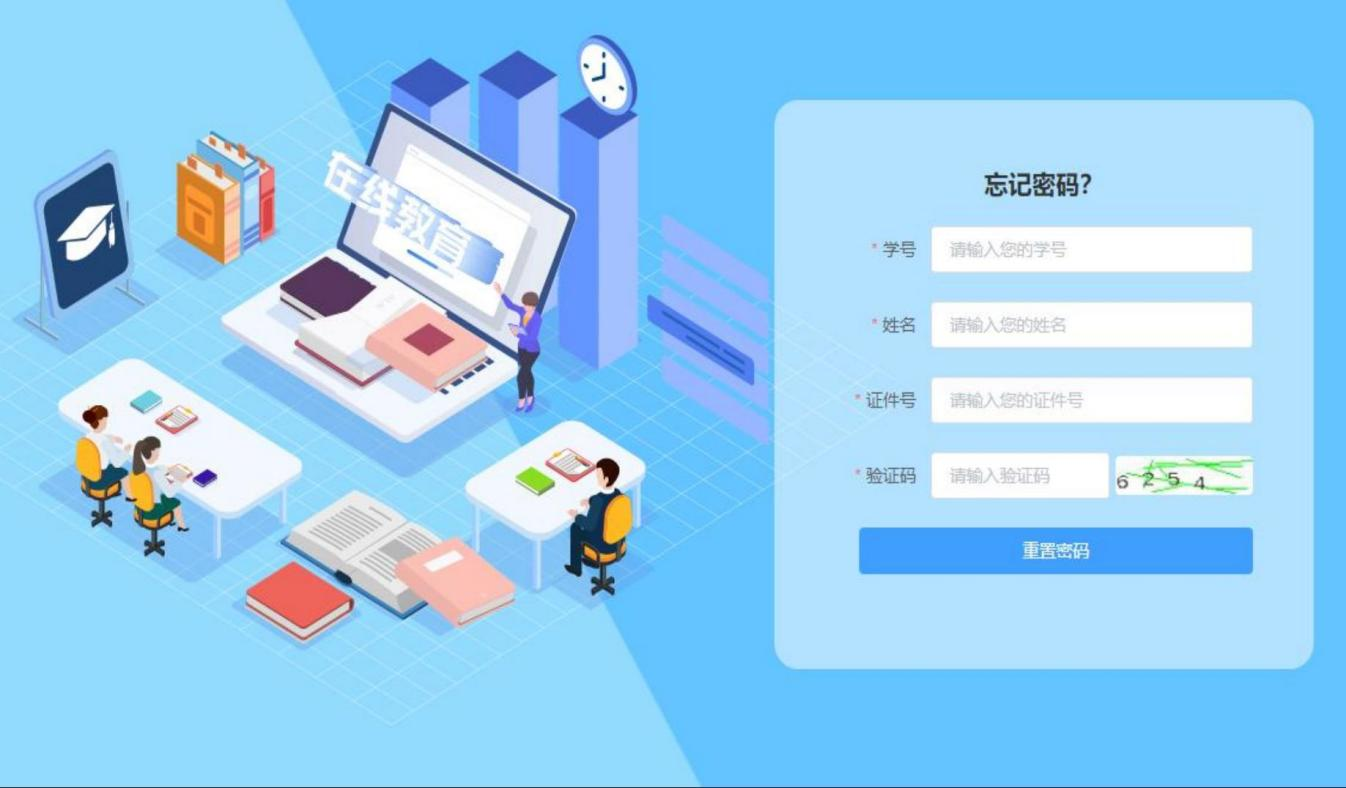 在线教育
忘记密码?
* 学号 请输入您的学号
* 姓名 请输入您的姓名
* 证件号 请输入您的证件号
* 验证码 请输入验证码 6 2 5 4
重置密码